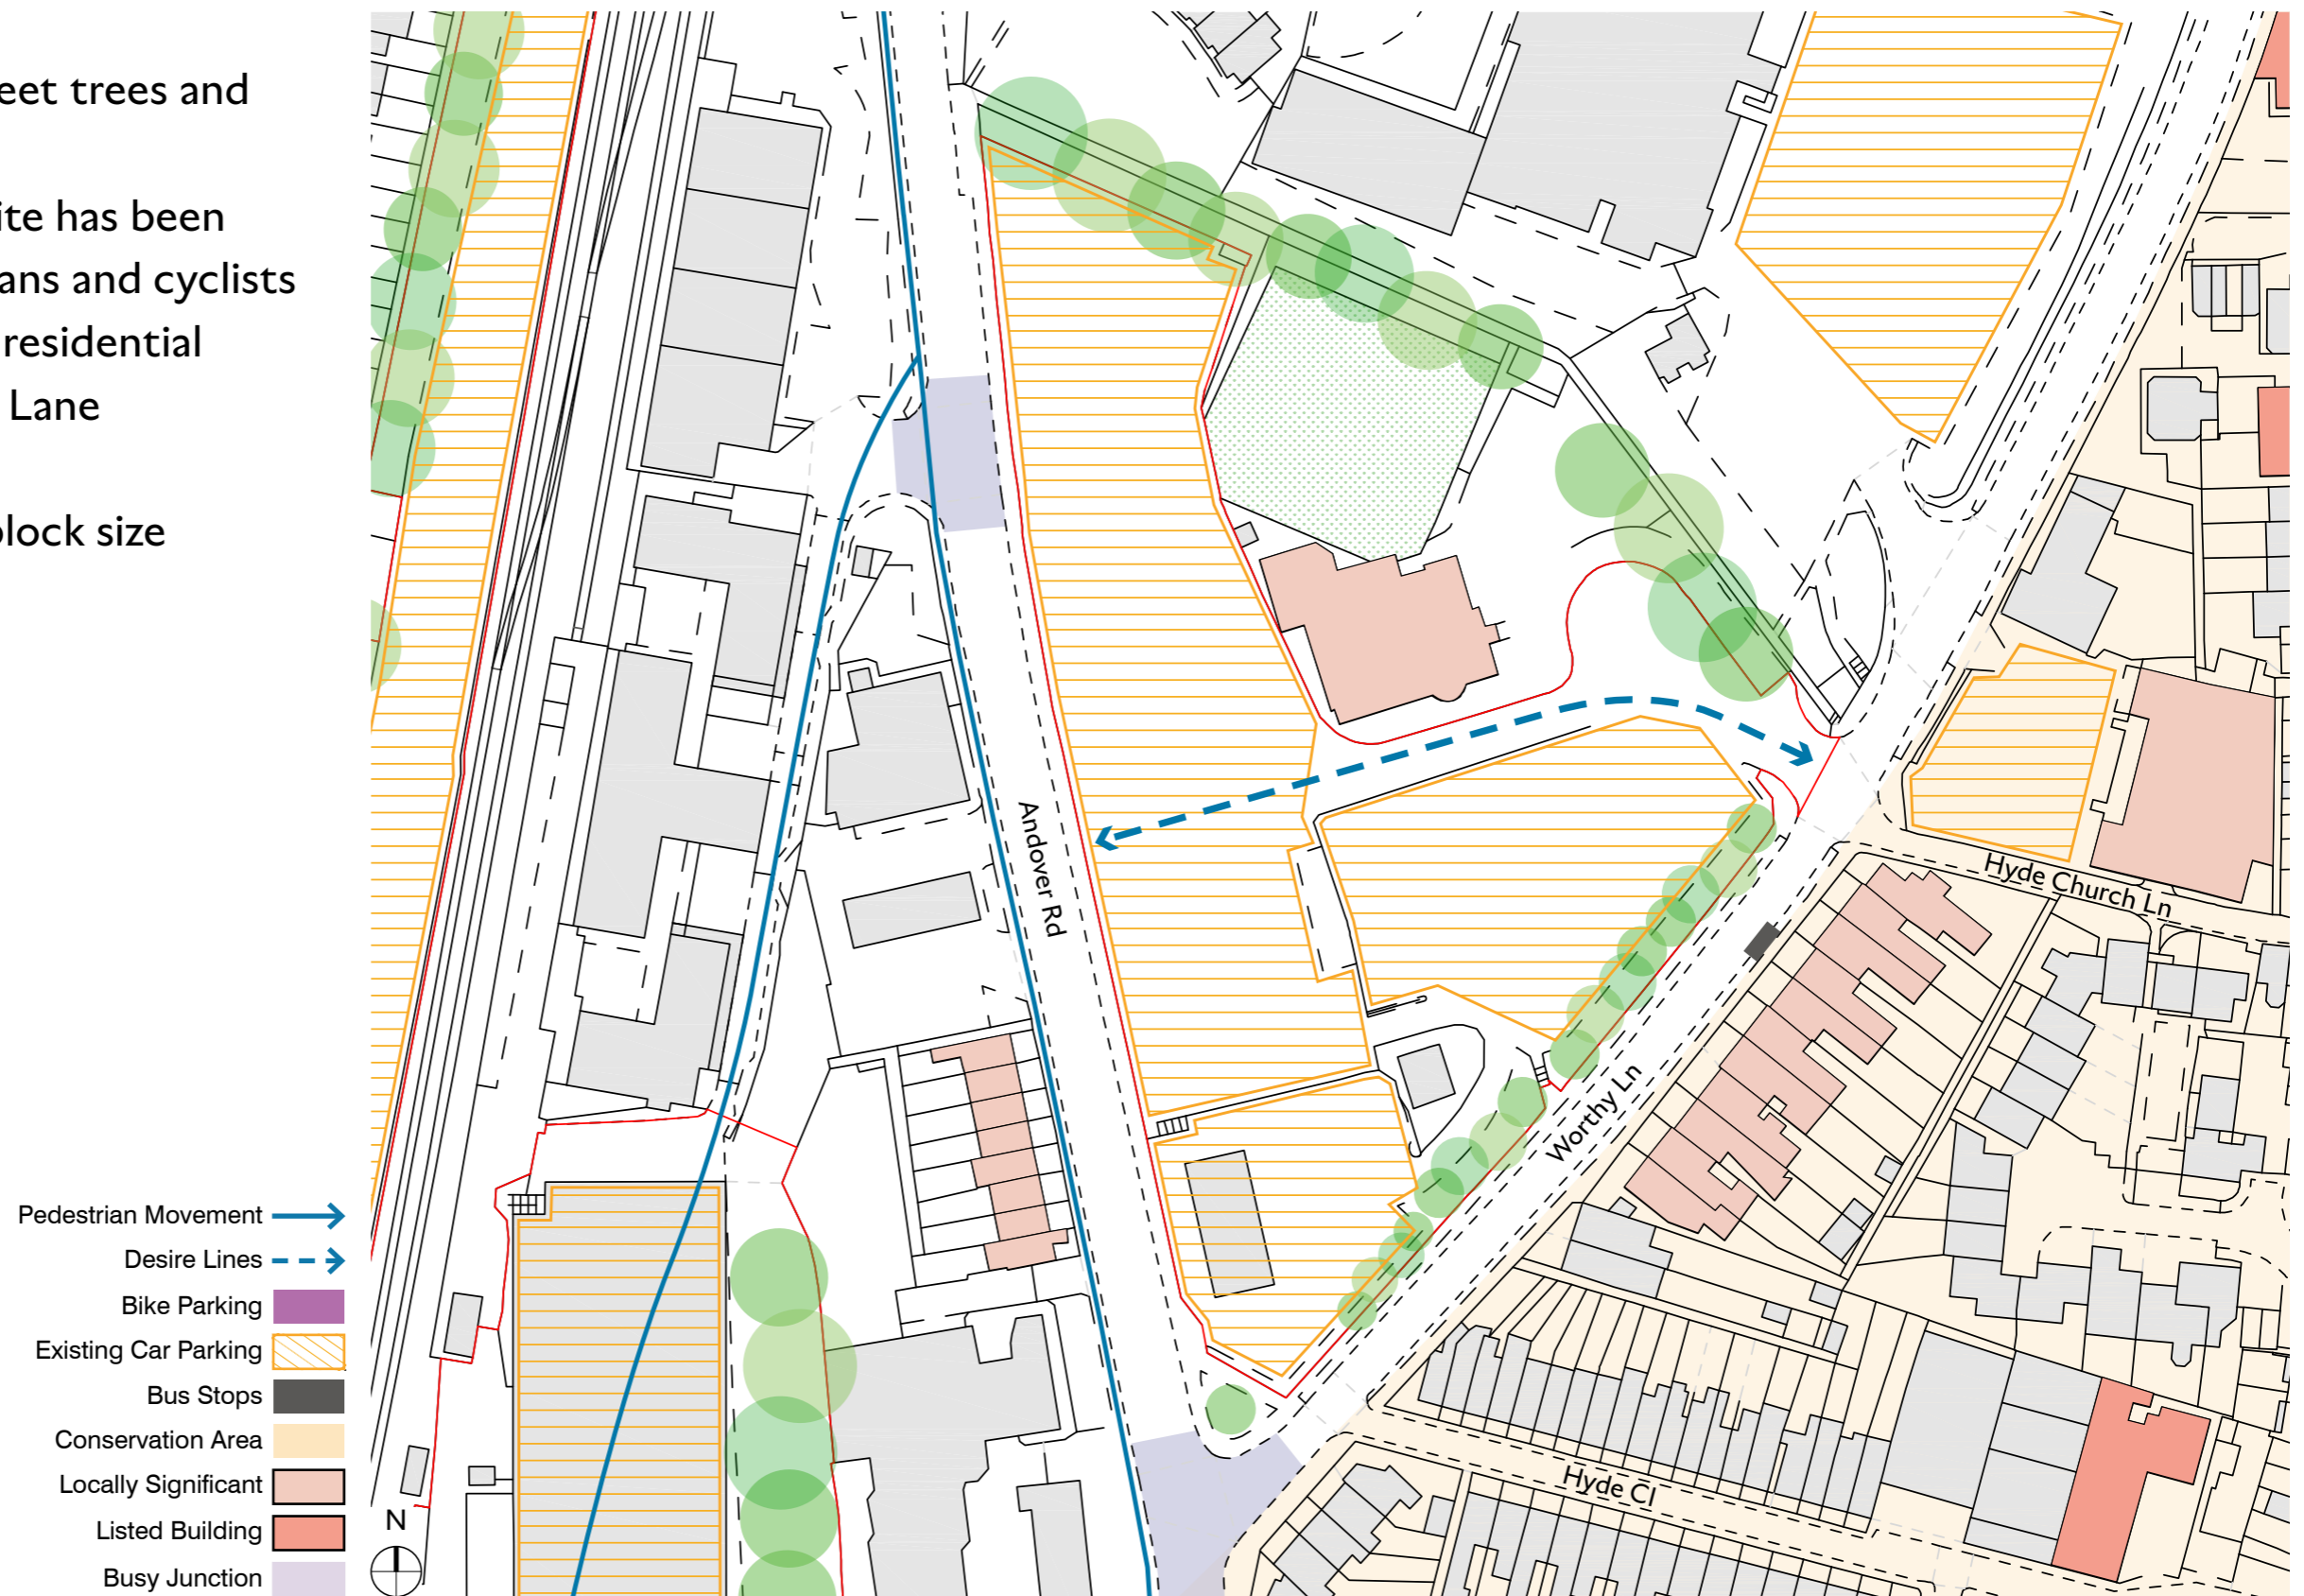 eet trees and
ite has been
ans and cyclists
residential
Lane
lock size
Andover Rd
Hyde Church Ln
Worthy Ln
Hyde Cl
Pedestrian Movement
Desire Lines
Bike Parking
Existing Car Parking
Bus Stops
Conservation Area
Locally Significant
Listed Building
Busy Junction
N